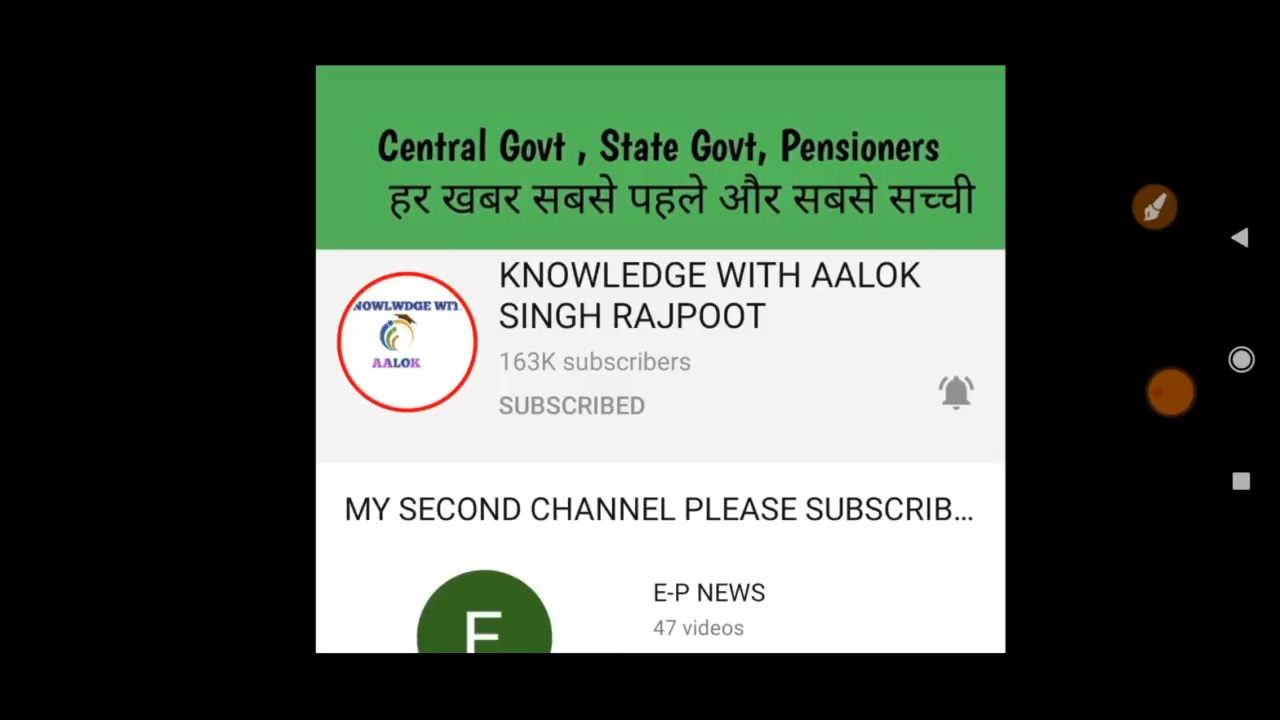 Central Govt , State Govt, Pensioners
हर खबर सबसे पहले और सबसे सच्ची
KNOWLEDGE WITH AALOK
SINGH RAJPOOT
163K subscribers
SUBSCRIBED
NOWLWDGE WIT
AALOK
MY SECOND CHANNEL PLEASE SUBSCRIB...
E
E-P NEWS
47 videos